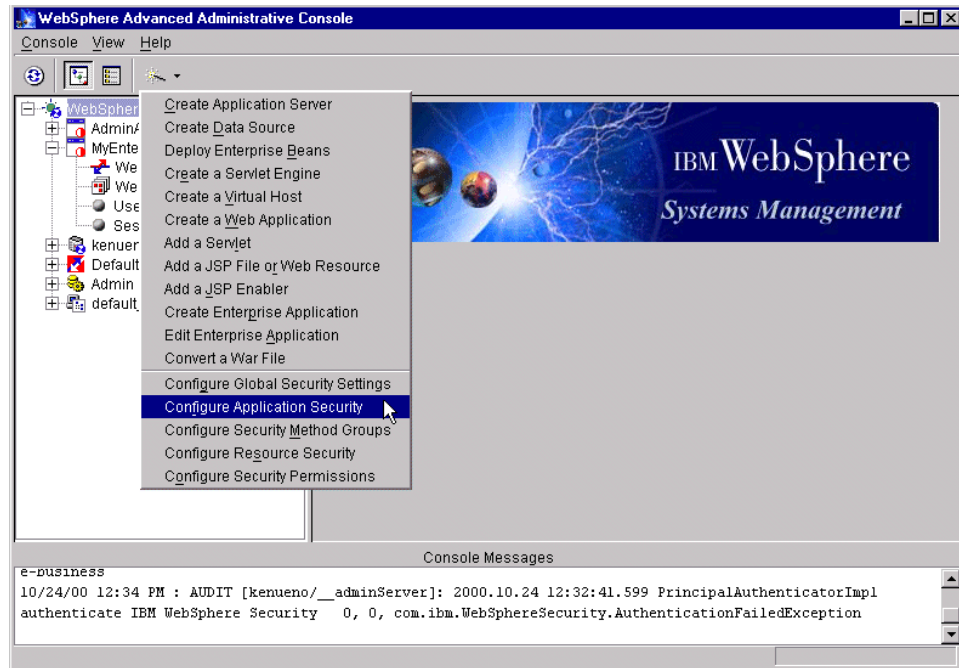 WebSphere Advanced Administrative Console
Console View Help
WebSpher
AdminA
MyEnte
We
We
Use
Ses
kenuer
Default
Admin
default_
Create Application Server
Create Data Source
Deploy Enterprise Beans
Create a Servlet Engine
Create a Virtual Host
Create a Web Application
Add a Servlet
Add a JSP File or Web Resource
Add a JSP Enabler
Create Enterprise Application
Edit Enterprise Application
Convert a War File
Configure Global Security Settings
Configure Application Security
Configure Security Method Groups
Configure Resource Security
Configure Security Permissions
IBM WebSphere
Systems Management
Console Messages
e-business
10/24/00 12:34 PM : AUDIT [kenueno/__adminServer]: 2000.10.24 12:32:41.599 PrincipalAuthenticatorImpl
authenticate IBM WebSphere Security 0, 0, com.ibm.WebSphereSecurity.AuthenticationFailedException